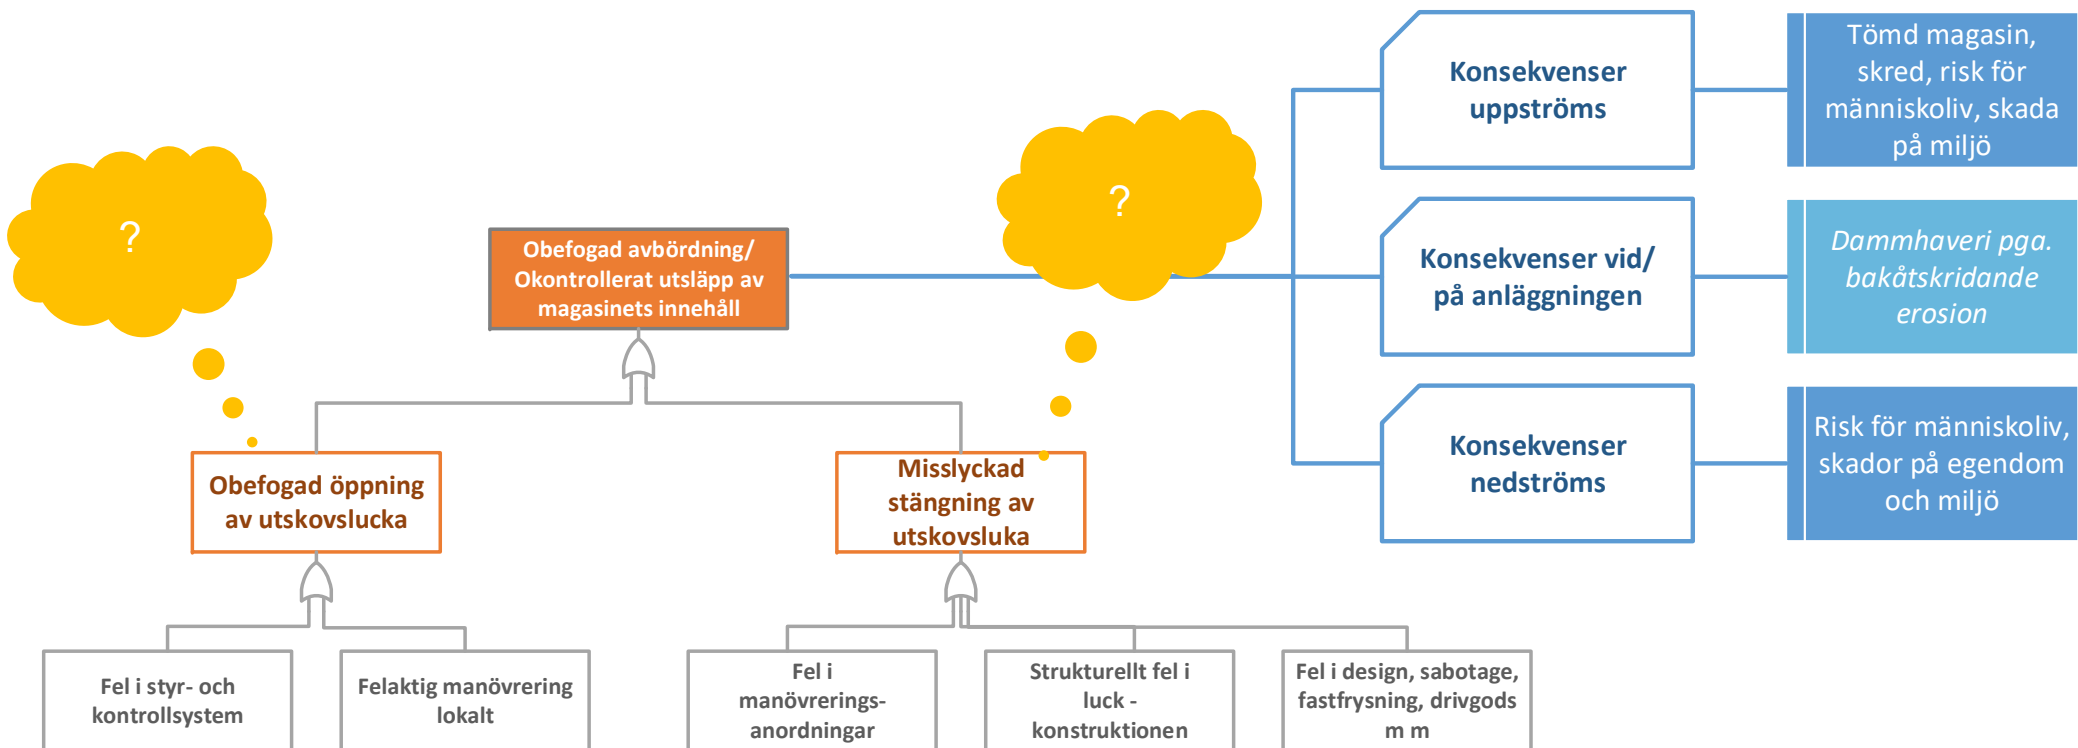 Konsekvenser
uppströms
Tömd magasin,
skred, risk för
människoliv, skada
på miljö
?
?
Obefogad avbördning/
Okontrollerat utsläpp av
magasinets innehåll
Konsekvenser vid/
på anläggningen
Dammhaveri pga.
bakåtskridande
erosion
Konsekvenser
nedströms
Risk för människoliv,
skador på egendom
och miljö
Obefogad öppning
av utskovslucka
Misslyckad
stängning av
utskovsluka
Fel i styr- och
kontrollsystem
Felaktig manövrering
lokalt
Fel i
manövrerings-
anordningar
Strukturellt fel i
luck -
konstruktionen
Fel i design, sabotage,
fastfrysning, drivgods
m m